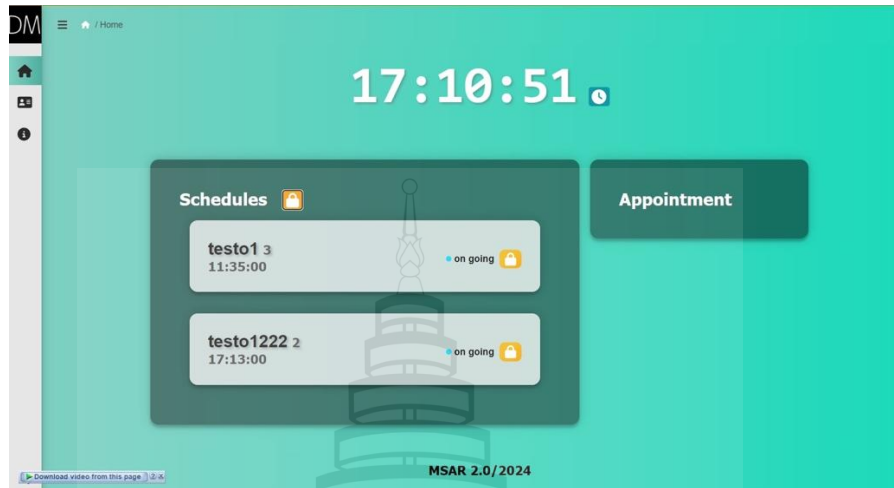 DM
/ Home
17:10:51
Schedules
testo1 3
11:35:00
on going
testo1222 2
17:13:00
on going
Appointment
MSAR 2.0/2024
Download video from this page